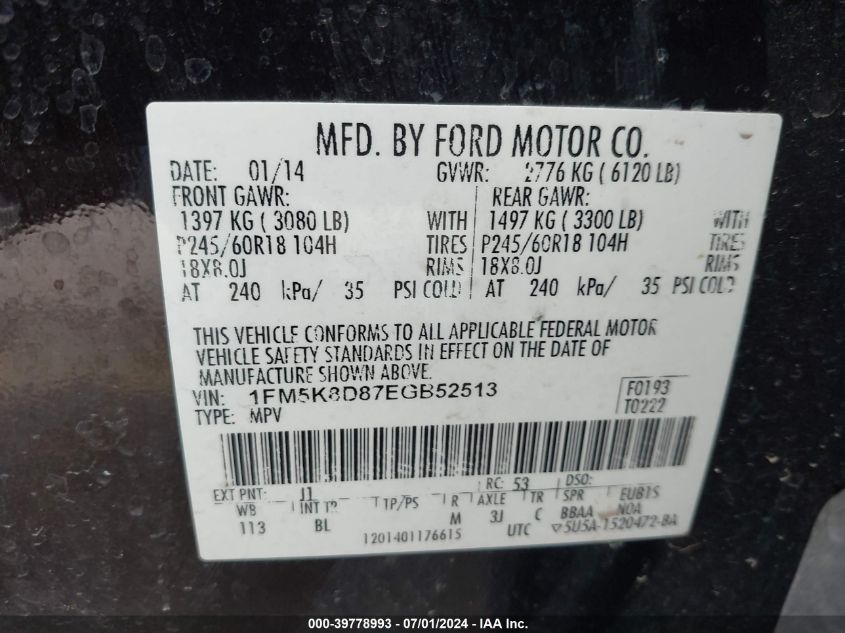 MFD. BY FORD MOTOR CO.
DATE: 01/14 GVWR: 2776 KG ( 6120 LB)
FRONT GAWR: REAR GAWR:
1397 KG ( 3080 LB) WITH 1497 KG ( 3300 LB) WITH
P245/60R18 104H TIRES P245/60R18 104H TIRES
18X8.0J RIMS 18X8.0J RIMS
AT 240 kPa/ 35 PSI COLD AT 240 kPa/ 35 PSI COLD
THIS VEHICLE CONFORMS TO ALL APPLICABLE FEDERAL MOTOR
VEHICLE SAFETY STANDARDS IN EFFECT ON THE DATE OF
MANUFACTURE SHOWN ABOVE.
VIN: 1FM5K8D87EGB52513 F0193
TYPE: MPV T0222
EXT PNT: J1 RC: 53 DSO:
WB INT TR TP/PS R AXLE TR SPR EUB1S
113 BL M 3J C BBAA NOA
1201401176615 UTC 5U5A-1520472-BA
000-39778993 - 07/01/2024 - IAAI.com